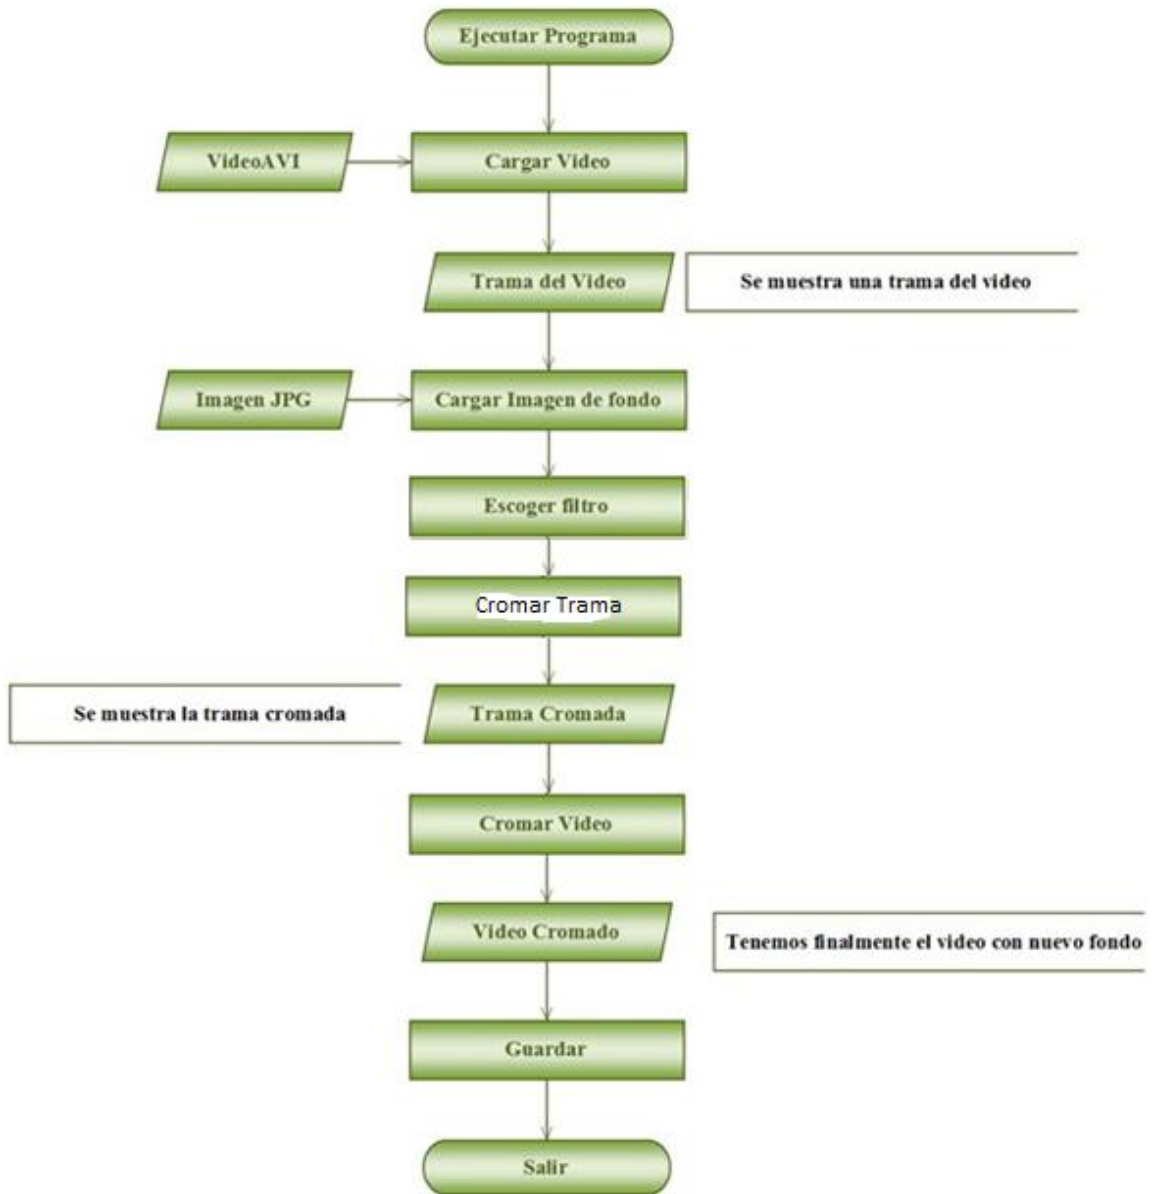 Ejecutar Programa
VideoAVI
Cargar Video
Trama del Video
Se muestra una trama del video
Imagen JPG
Cargar Imagen de fondo
Escoger filtro
Cromar Trama
Se muestra la trama cromada
Trama Cromada
Cromar Video
Video Cromado
Tenemos finalmente el video con nuevo fondo
Guardar
Salir